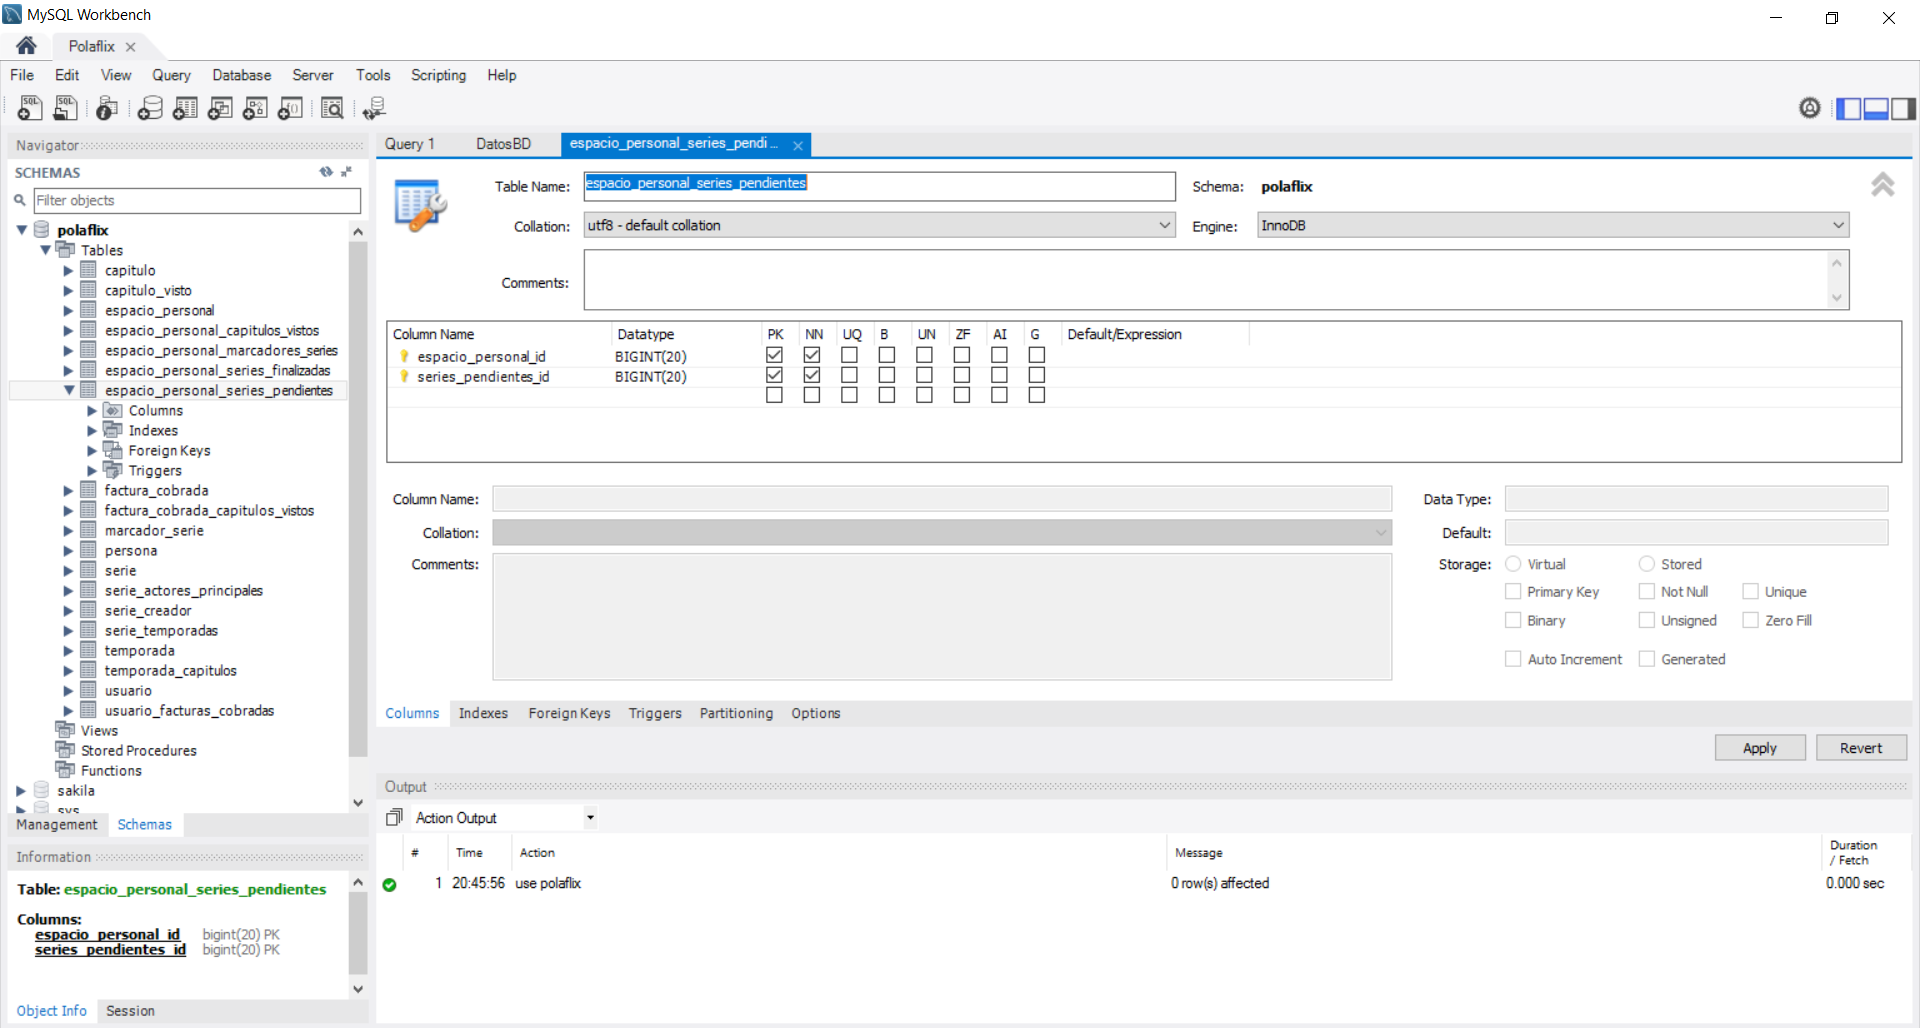 MySQL Workbench
Polaflix
File Edit View Query Database Server Tools Scripting Help
Navigator
SCHEMAS
Filter objects
polaflix
Tables
capitulo
capitulo_visto
espacio_personal
espacio_personal_capitulos_vistos
espacio_personal_marcadores_series
espacio_personal_series_finalizadas
espacio_personal_series_pendientes
Columns
Indexes
Foreign Keys
Triggers
factura_cobrada
factura_cobrada_capitulos_vistos
marcador_serie
persona
serie
serie_actores_principales
serie_creador
serie_temporadas
temporada
temporada_capitulos
usuario
usuario_facturas_cobradas
Views
Stored Procedures
Functions
sakila
sys
Management Schemas
Information
Table: espacio_personal_series_pendientes
Columns:
espacio_personal_id bigint(20) PK
series_pendientes_id bigint(20) PK
Object Info Session
Query 1 DatosBD espacio_personal_series_pendi...
Table Name: espacio_personal_series_pendientes Schema: polaflix
Collation: utf8 - default collation Engine: InnoDB
Comments:
Column Name Datatype PK NN UQ B UN ZF AI G Default/Expression
espacio_personal_id BIGINT(20)
series_pendientes_id BIGINT(20)
Column Name: Data Type:
Collation: Default:
Comments: Storage: Virtual Stored
Primary Key Not Null Unique
Binary Unsigned Zero Fill
Auto Increment Generated
Columns Indexes Foreign Keys Triggers Partitioning Options
Apply Revert
Output
Action Output
# Time Action Message Duration / Fetch
1 20:45:56 use polaflix 0 row(s) affected 0.000 sec